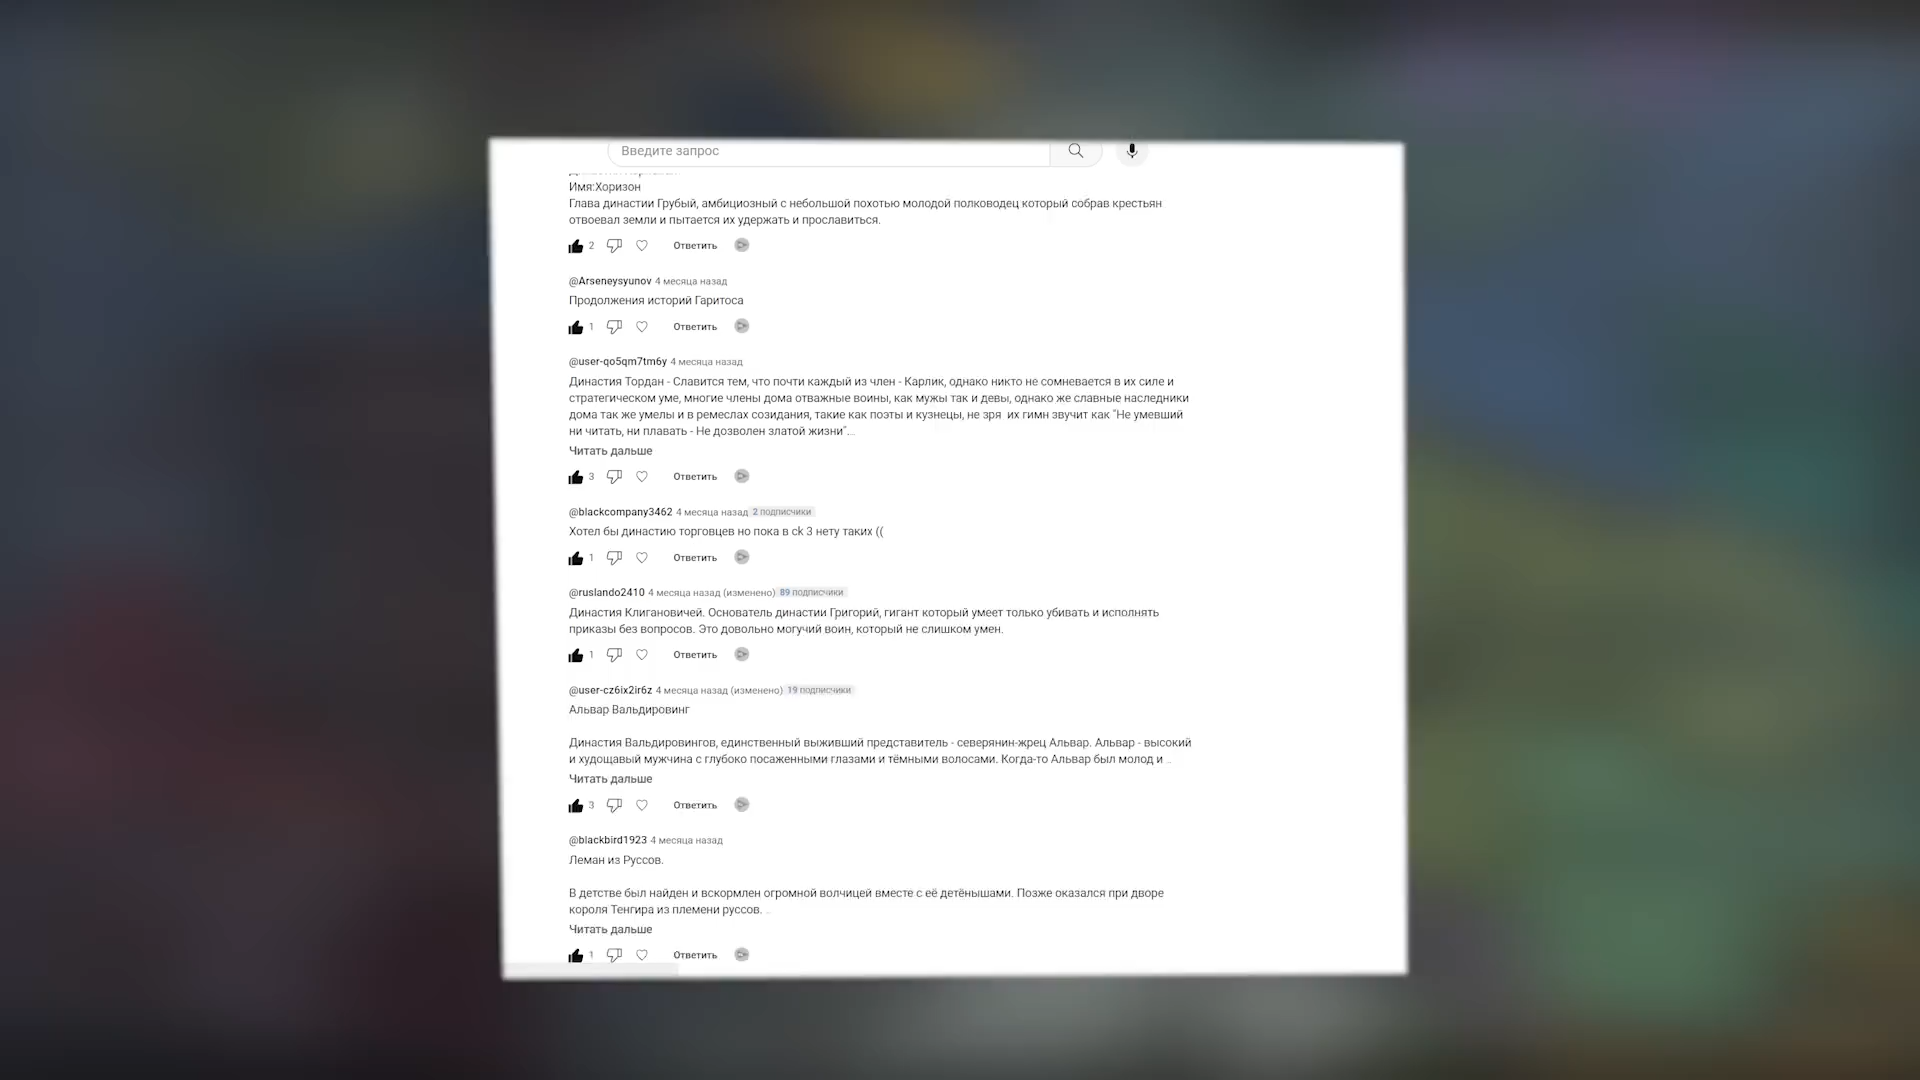 Введите запрос
Имя:Хоризон
Глава династии Грубый, амбициозный с небольшой похотью молодой полководец который собрав крестьян
отвоевал земли и пытается их удержать и прославиться.
2 Ответить
@Arseneysyunov 4 месяца назад
Продолжения историй Гаритоса
1 Ответить
@user-qo5qm7tm6y 4 месяца назад
Династия Тордан - Славится тем, что почти каждый из член - Карлик, однако никто не сомневается в их силе и
стратегическом уме, многие члены дома отважные воины, как мужы так и девы, однако же славные наследники
дома так же умелы и в ремеслах созидания, такие как поэты и кузнецы, не зря их гимн звучит как "Не умевший
ни читать, ни плавать - Не дозволен златой жизни"...
Читать дальше
3 Ответить
@blackcompany3462 4 месяца назад 2 подписчики
Хотел бы династию торговцев но пока в ck 3 нету таких ((
1 Ответить
@ruslando2410 4 месяца назад (изменено) 89 подписчики
Династия Клигановичей. Основатель династии Григорий, гигант который умеет только убивать и исполнять
приказы без вопросов. Это довольно могучий воин, который не слишком умен.
1 Ответить
@user-cz6ix2ir6z 4 месяца назад (изменено) 19 подписчики
Альвар Вальдировинг
Династия Вальдировингов, единственный выживший представитель - северянин-жрец Альвар. Альвар - высокий
и худощавый мужчина с глубоко посаженными глазами и тёмными волосами. Когда-то Альвар был молод и ...
Читать дальше
3 Ответить
@blackbird1923 4 месяца назад
Леман из Руссов.
В детстве был найден и вскормлен огромной волчицей вместе с её детёнышами. Позже оказался при дворе
короля Тенгира из племени руссов. ...
Читать дальше
1 Ответить